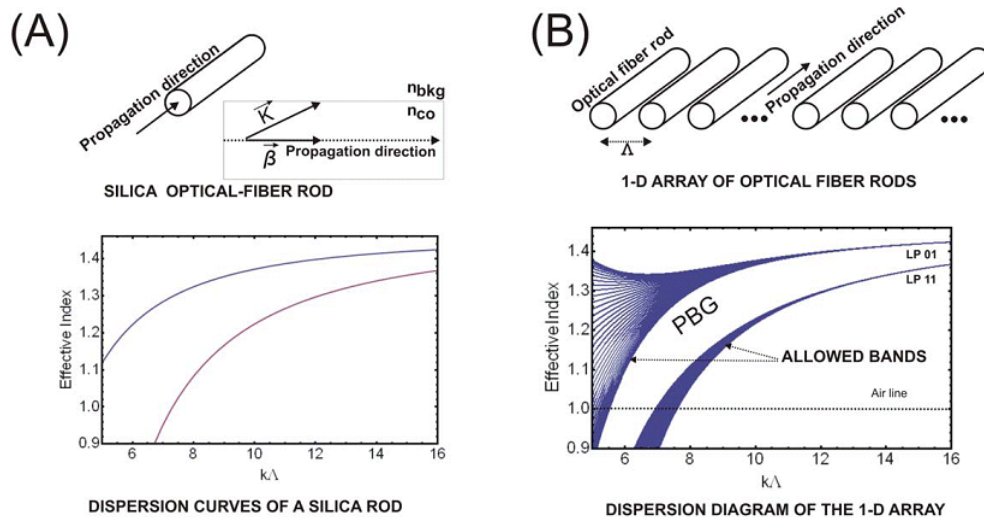 (A)
Propagation direction
n_bkg
n_co
K
β
Propagation direction
SILICA OPTICAL-FIBER ROD
1.4
1.3
1.2
1.1
1.0
0.9
Effective Index
6 8 10 12 14 16
kΛ
DISPERSION CURVES OF A SILICA ROD
(B)
Optical fiber rod
Propagation direction
•••
•••
Λ
1-D ARRAY OF OPTICAL FIBER RODS
1.4
1.3
1.2
1.1
1.0
0.9
Effective Index
LP 01
LP 11
PBG
ALLOWED BANDS
Air line
6 8 10 12 14 16
kΛ
DISPERSION DIAGRAM OF THE 1-D ARRAY